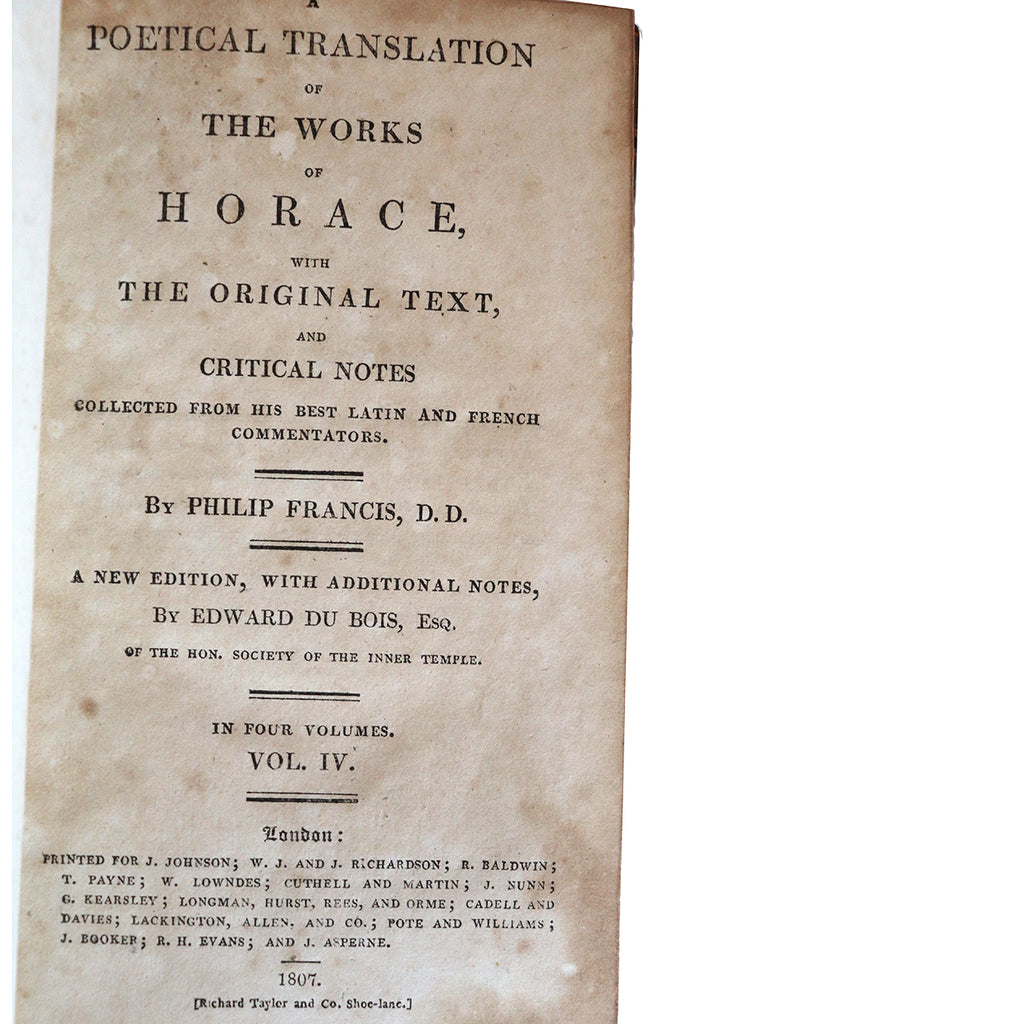 A
POETICAL TRANSLATION
OF
THE WORKS
OF
HORACE,
WITH
THE ORIGINAL TEXT,
AND
CRITICAL NOTES
COLLECTED FROM HIS BEST LATIN AND FRENCH
COMMENTATORS.
By PHILIP FRANCIS, D.D.
A NEW EDITION, WITH ADDITIONAL NOTES,
By EDWARD DU BOIS, Esq.
OF THE HON. SOCIETY OF THE INNER TEMPLE.
IN FOUR VOLUMES.
VOL. IV.
London:
PRINTED FOR J. JOHNSON; W. J. AND J. RICHARDSON; R. BALDWIN;
T. PAYNE; W. LOWNDES; CUTHELL AND MARTIN; J. NUNN;
G. KEARSLEY; LONGMAN, HURST, REES, AND ORME; CADELL AND
DAVIES; LACKINGTON, ALLEN, AND CO.; POTE AND WILLIAMS;
J. BOOKER; R. H. EVANS; AND J. ASPERNE.
1807.
[Richard Taylor and Co. Shoe-lane.]